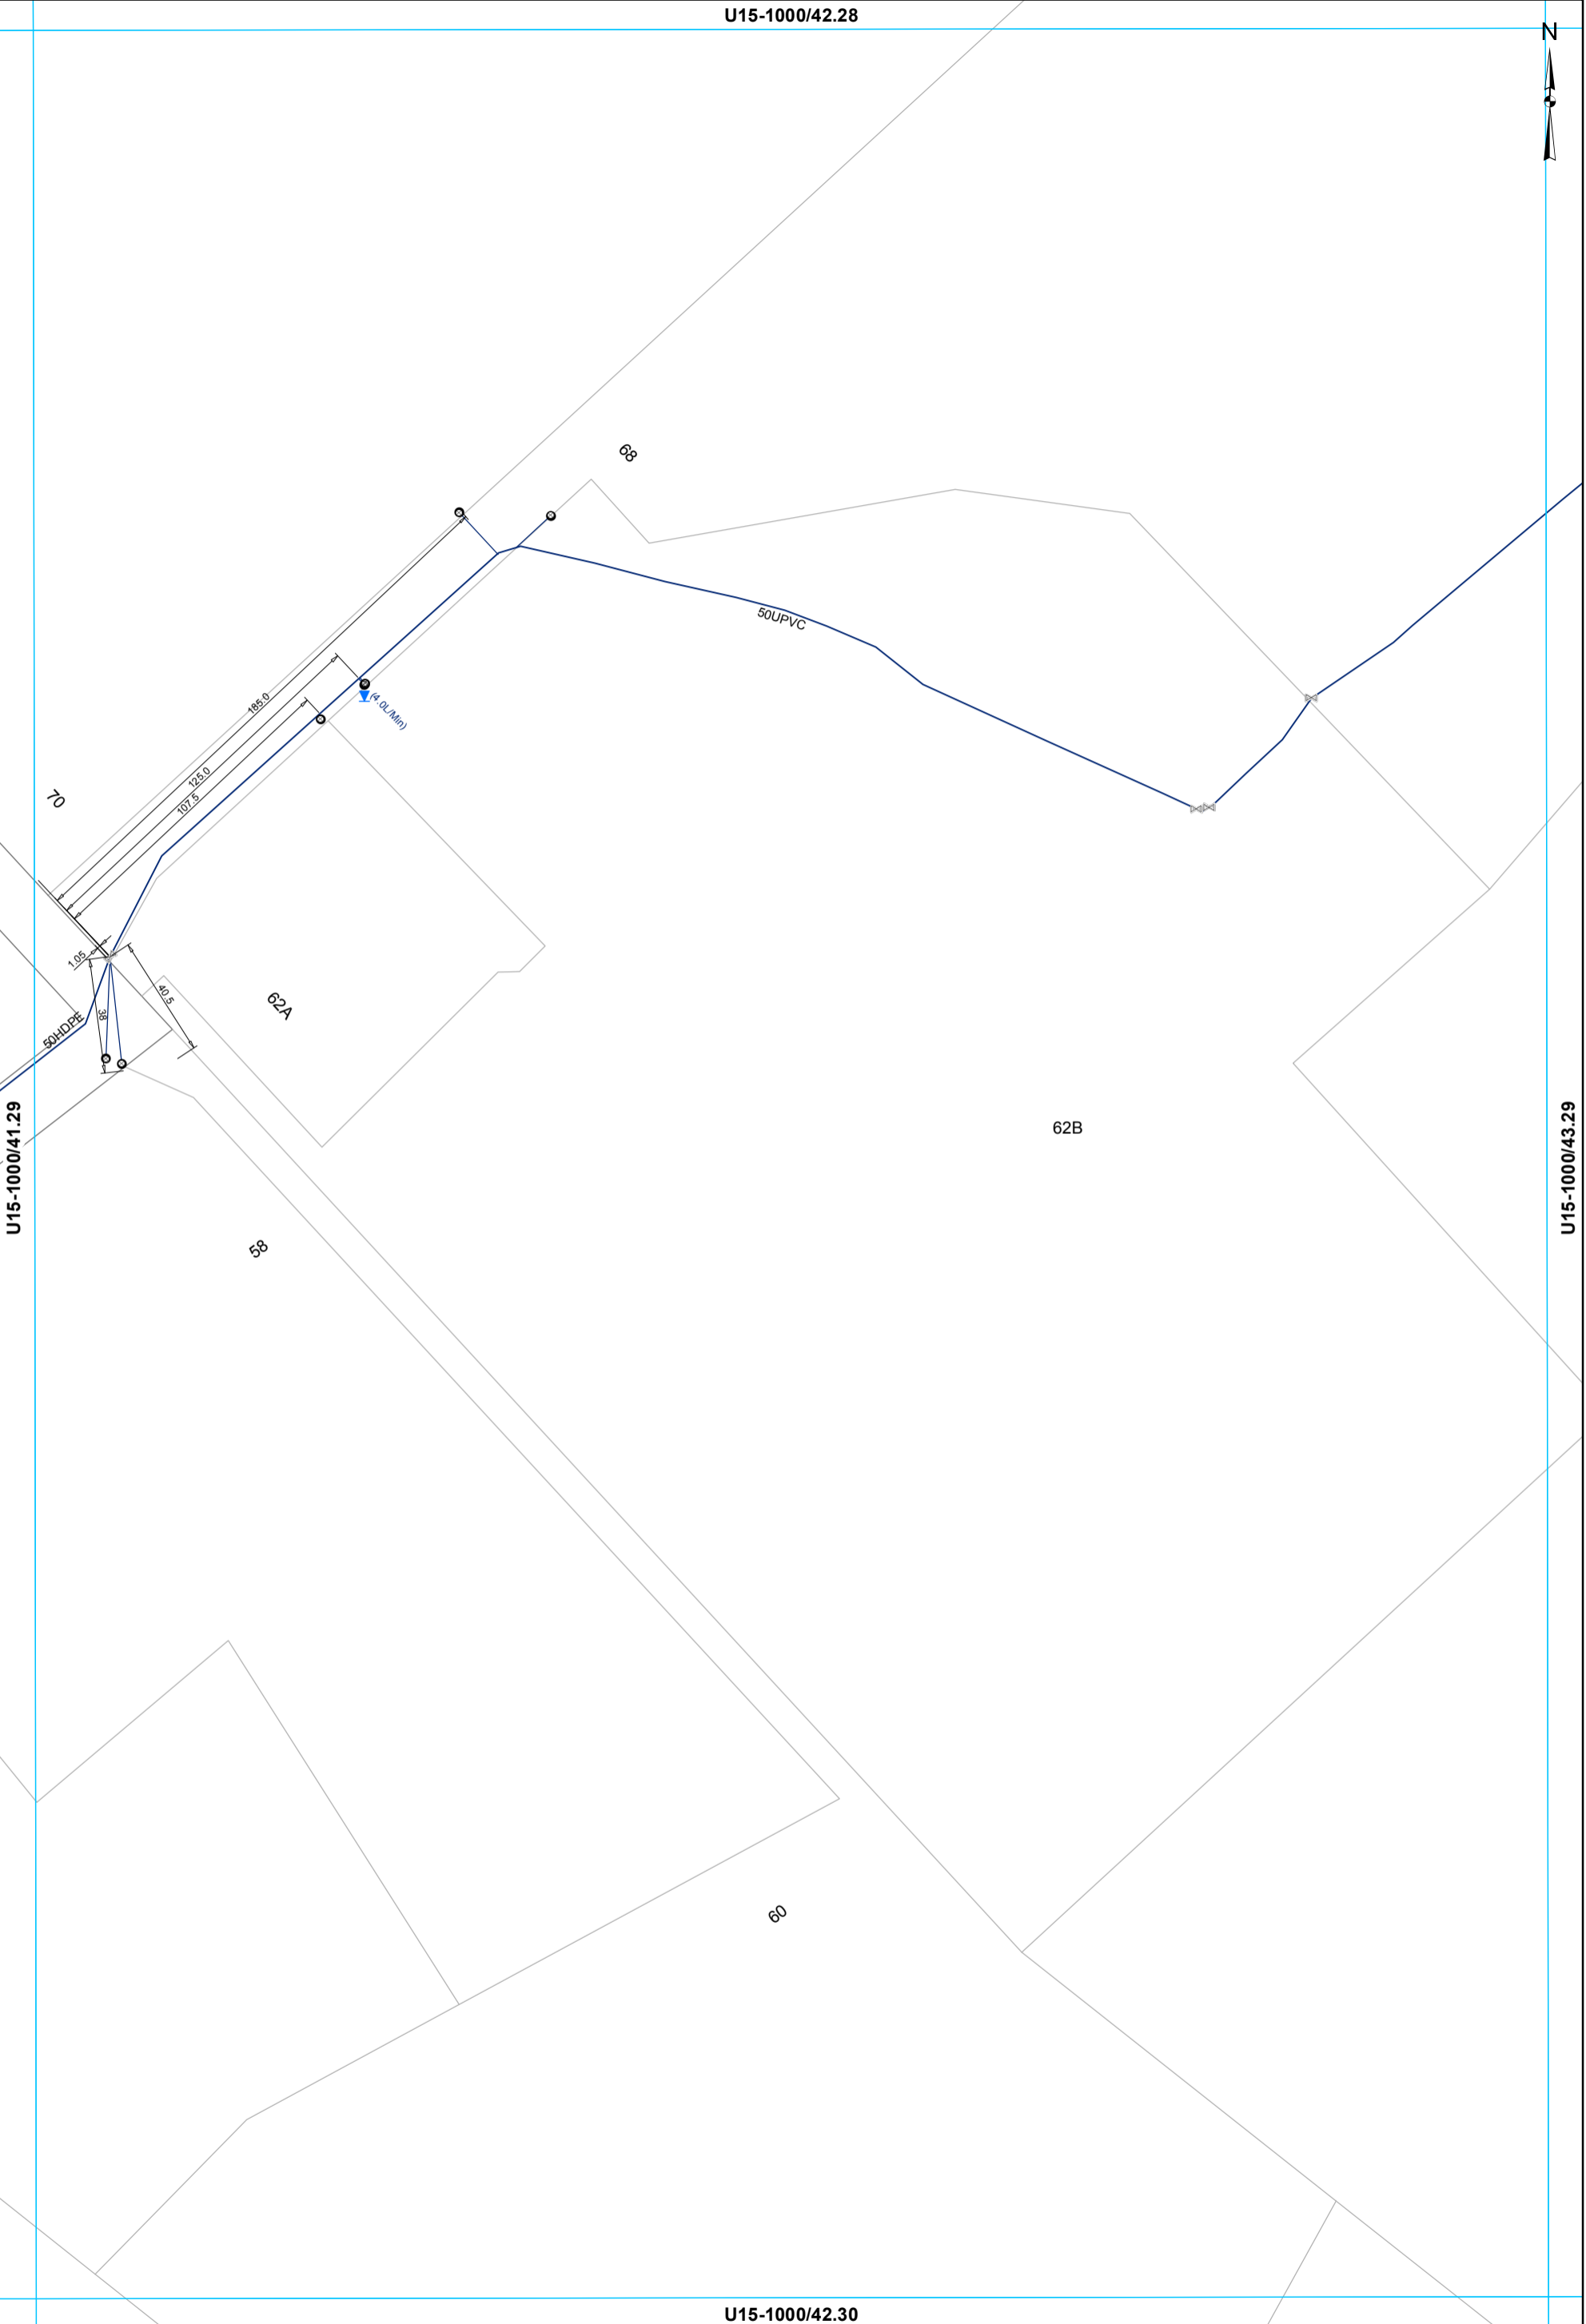 U15-1000/42.28
N
68
50UPVC
185.0
(4.0L/Min)
125.0
107.5
70
1.05
40.5
62A
38
50HDPE
U15-1000/41.29
62B
U15-1000/43.29
58
60
U15-1000/42.30